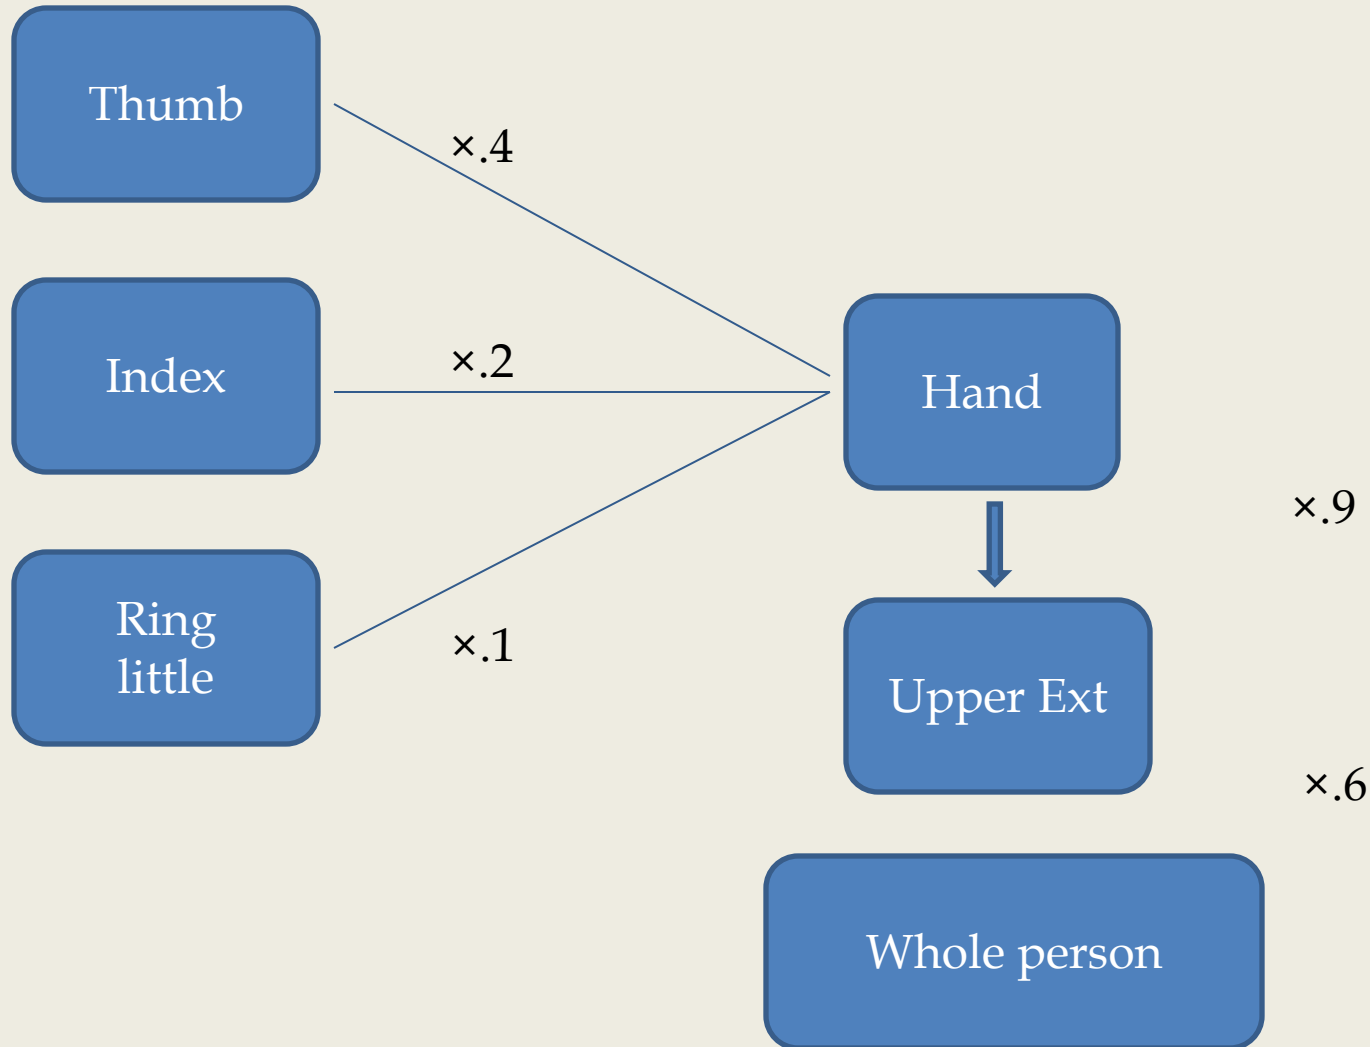 Thumb
×.4
Index
×.2
Hand
×.9
Ring
little
×.1
Upper Ext
×.6
Whole person